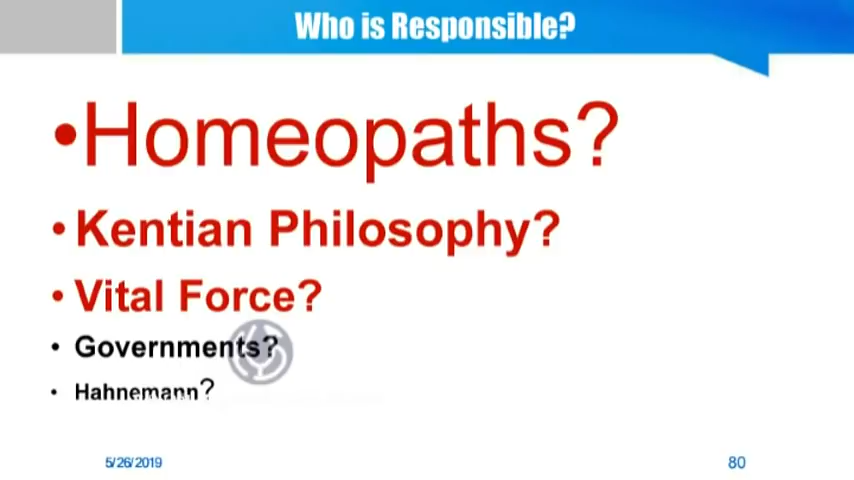 Who is Responsible?
•Homeopaths?
• Kentian Philosophy?
• Vital Force?
• Governments?
• Hahnemann?
5/26/2019
80